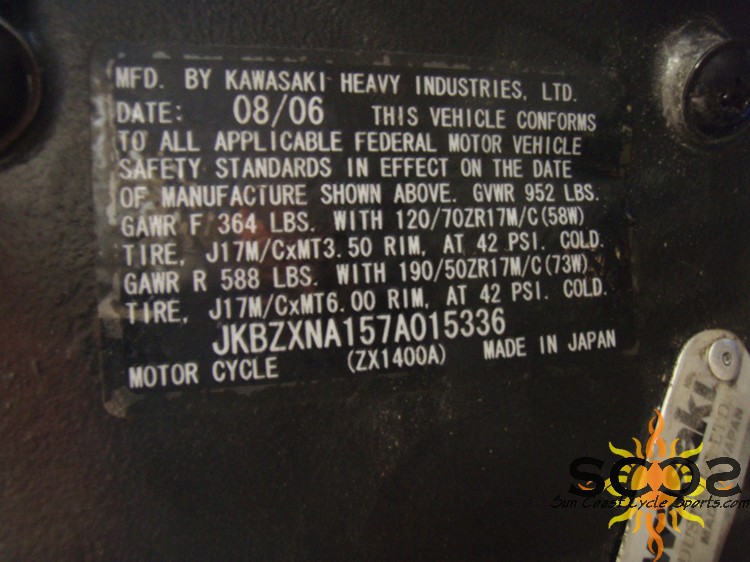 MFD. BY KAWASAKI HEAVY INDUSTRIES, LTD.
DATE: 08/06 THIS VEHICLE CONFORMS
TO ALL APPLICABLE FEDERAL MOTOR VEHICLE
SAFETY STANDARDS IN EFFECT ON THE DATE
OF MANUFACTURE SHOWN ABOVE. GVWR 952 LBS.
GAWR F 364 LBS. WITH 120/70ZR17M/C(58W)
TIRE, J17M/CxMT3.50 RIM, AT 42 PSI. COLD.
GAWR R 588 LBS. WITH 190/50ZR17M/C(73W)
TIRE, J17M/CxMT6.00 RIM, AT 42 PSI. COLD.
JKBZXNA157A015336
MOTOR CYCLE (ZX1400A) MADE IN JAPAN
LTD
JAPAN
Sun Coast Cycle Sports.com